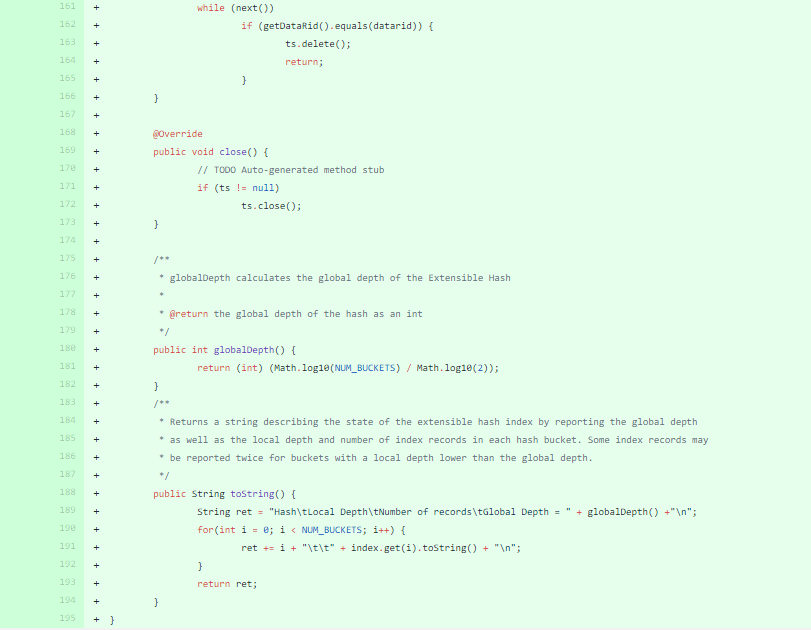 161 + while (next())
162 + if (getDataRid().equals(datarid)) {
163 + ts.delete();
164 + return;
165 + }
166 + }
167 +
168 + @Override
169 + public void close() {
170 + // TODO Auto-generated method stub
171 + if (ts != null)
172 + ts.close();
173 + }
174 +
175 + /**
176 + * globalDepth calculates the global depth of the Extensible Hash
177 + *
178 + * @return the global depth of the hash as an int
179 + */
180 + public int globalDepth() {
181 + return (int) (Math.log10(NUM_BUCKETS) / Math.log10(2));
182 + }
183 + /**
184 + * Returns a string describing the state of the extensible hash index by reporting the global depth
185 + * as well as the local depth and number of index records in each hash bucket. Some index records may
186 + * be reported twice for buckets with a local depth lower than the global depth.
187 + */
188 + public String toString() {
189 + String ret = "Hash\tLocal Depth\tNumber of records\tGlobal Depth = " + globalDepth() +"\n";
190 + for(int i = 0; i < NUM_BUCKETS; i++) {
191 + ret += i + "\t\t" + index.get(i).toString() + "\n";
192 + }
193 + return ret;
194 + }
195 + }